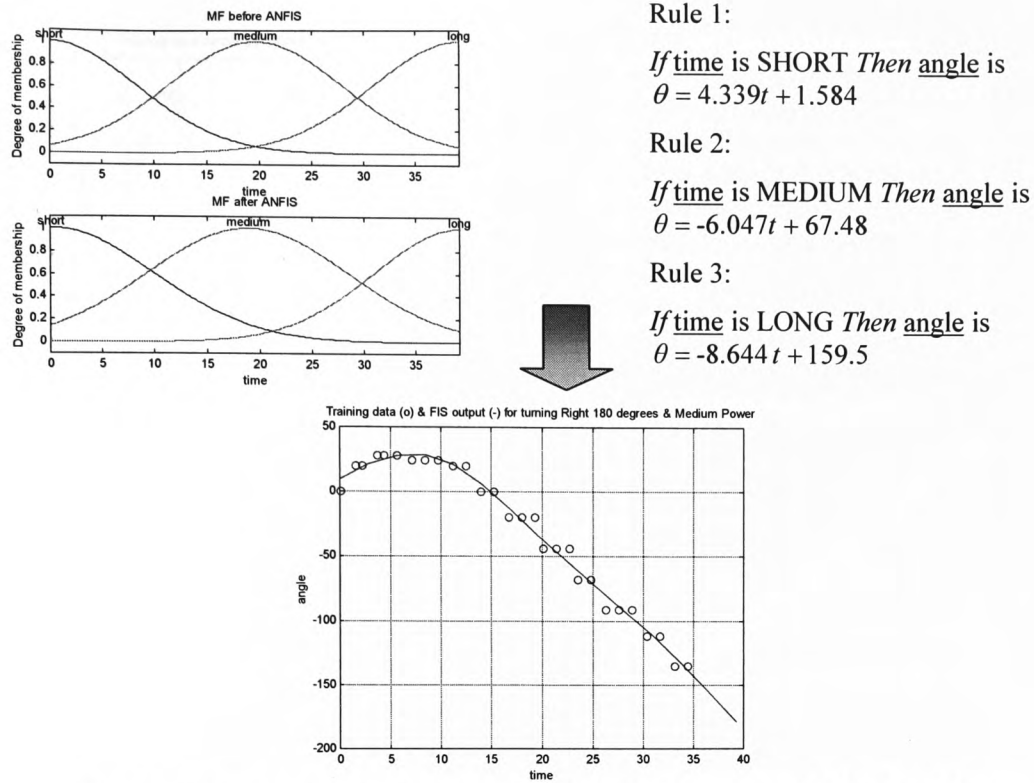 MF before ANFIS
short
medium
long
Degree of membership
0.8
0.6
0.4
0.2
0
0 5 10 15 20 25 30 35
time
MF after ANFIS
short
medium
long
Degree of membership
0.8
0.6
0.4
0.2
0
0 5 10 15 20 25 30 35
time
Rule 1:
If time is SHORT Then angle is
θ = 4.339t + 1.584
Rule 2:
If time is MEDIUM Then angle is
θ = -6.047t + 67.48
Rule 3:
If time is LONG Then angle is
θ = -8.644 t + 159.5
Training data (o) & FIS output (-) for turning Right 180 degrees & Medium Power
50
0
-50
-100
-150
-200
angle
0 5 10 15 20 25 30 35 40
time